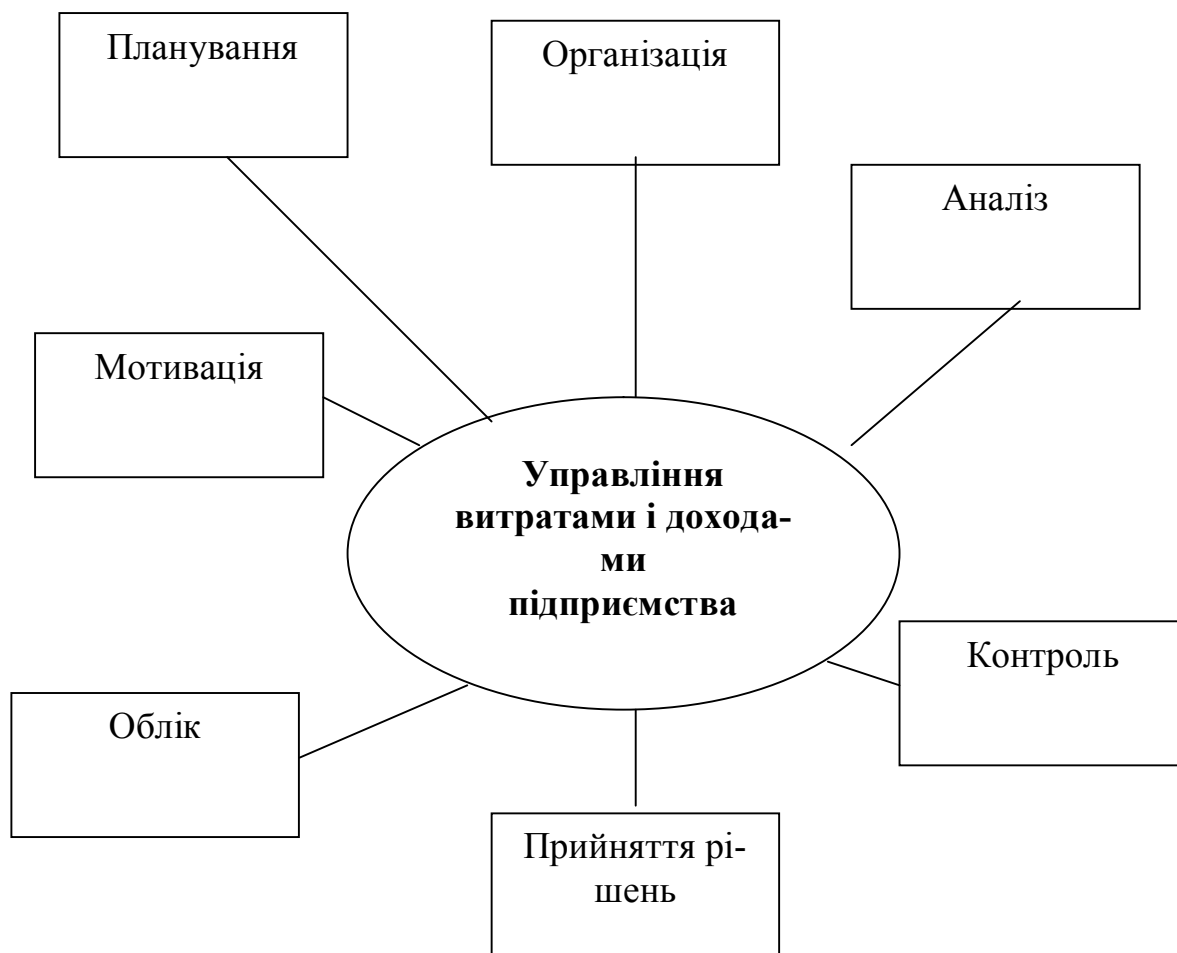 Планування
Організація
Аналіз
Мотивація
Управління
витратами і дохода-
ми
підприємства
Контроль
Облік
Прийняття рі-
шень